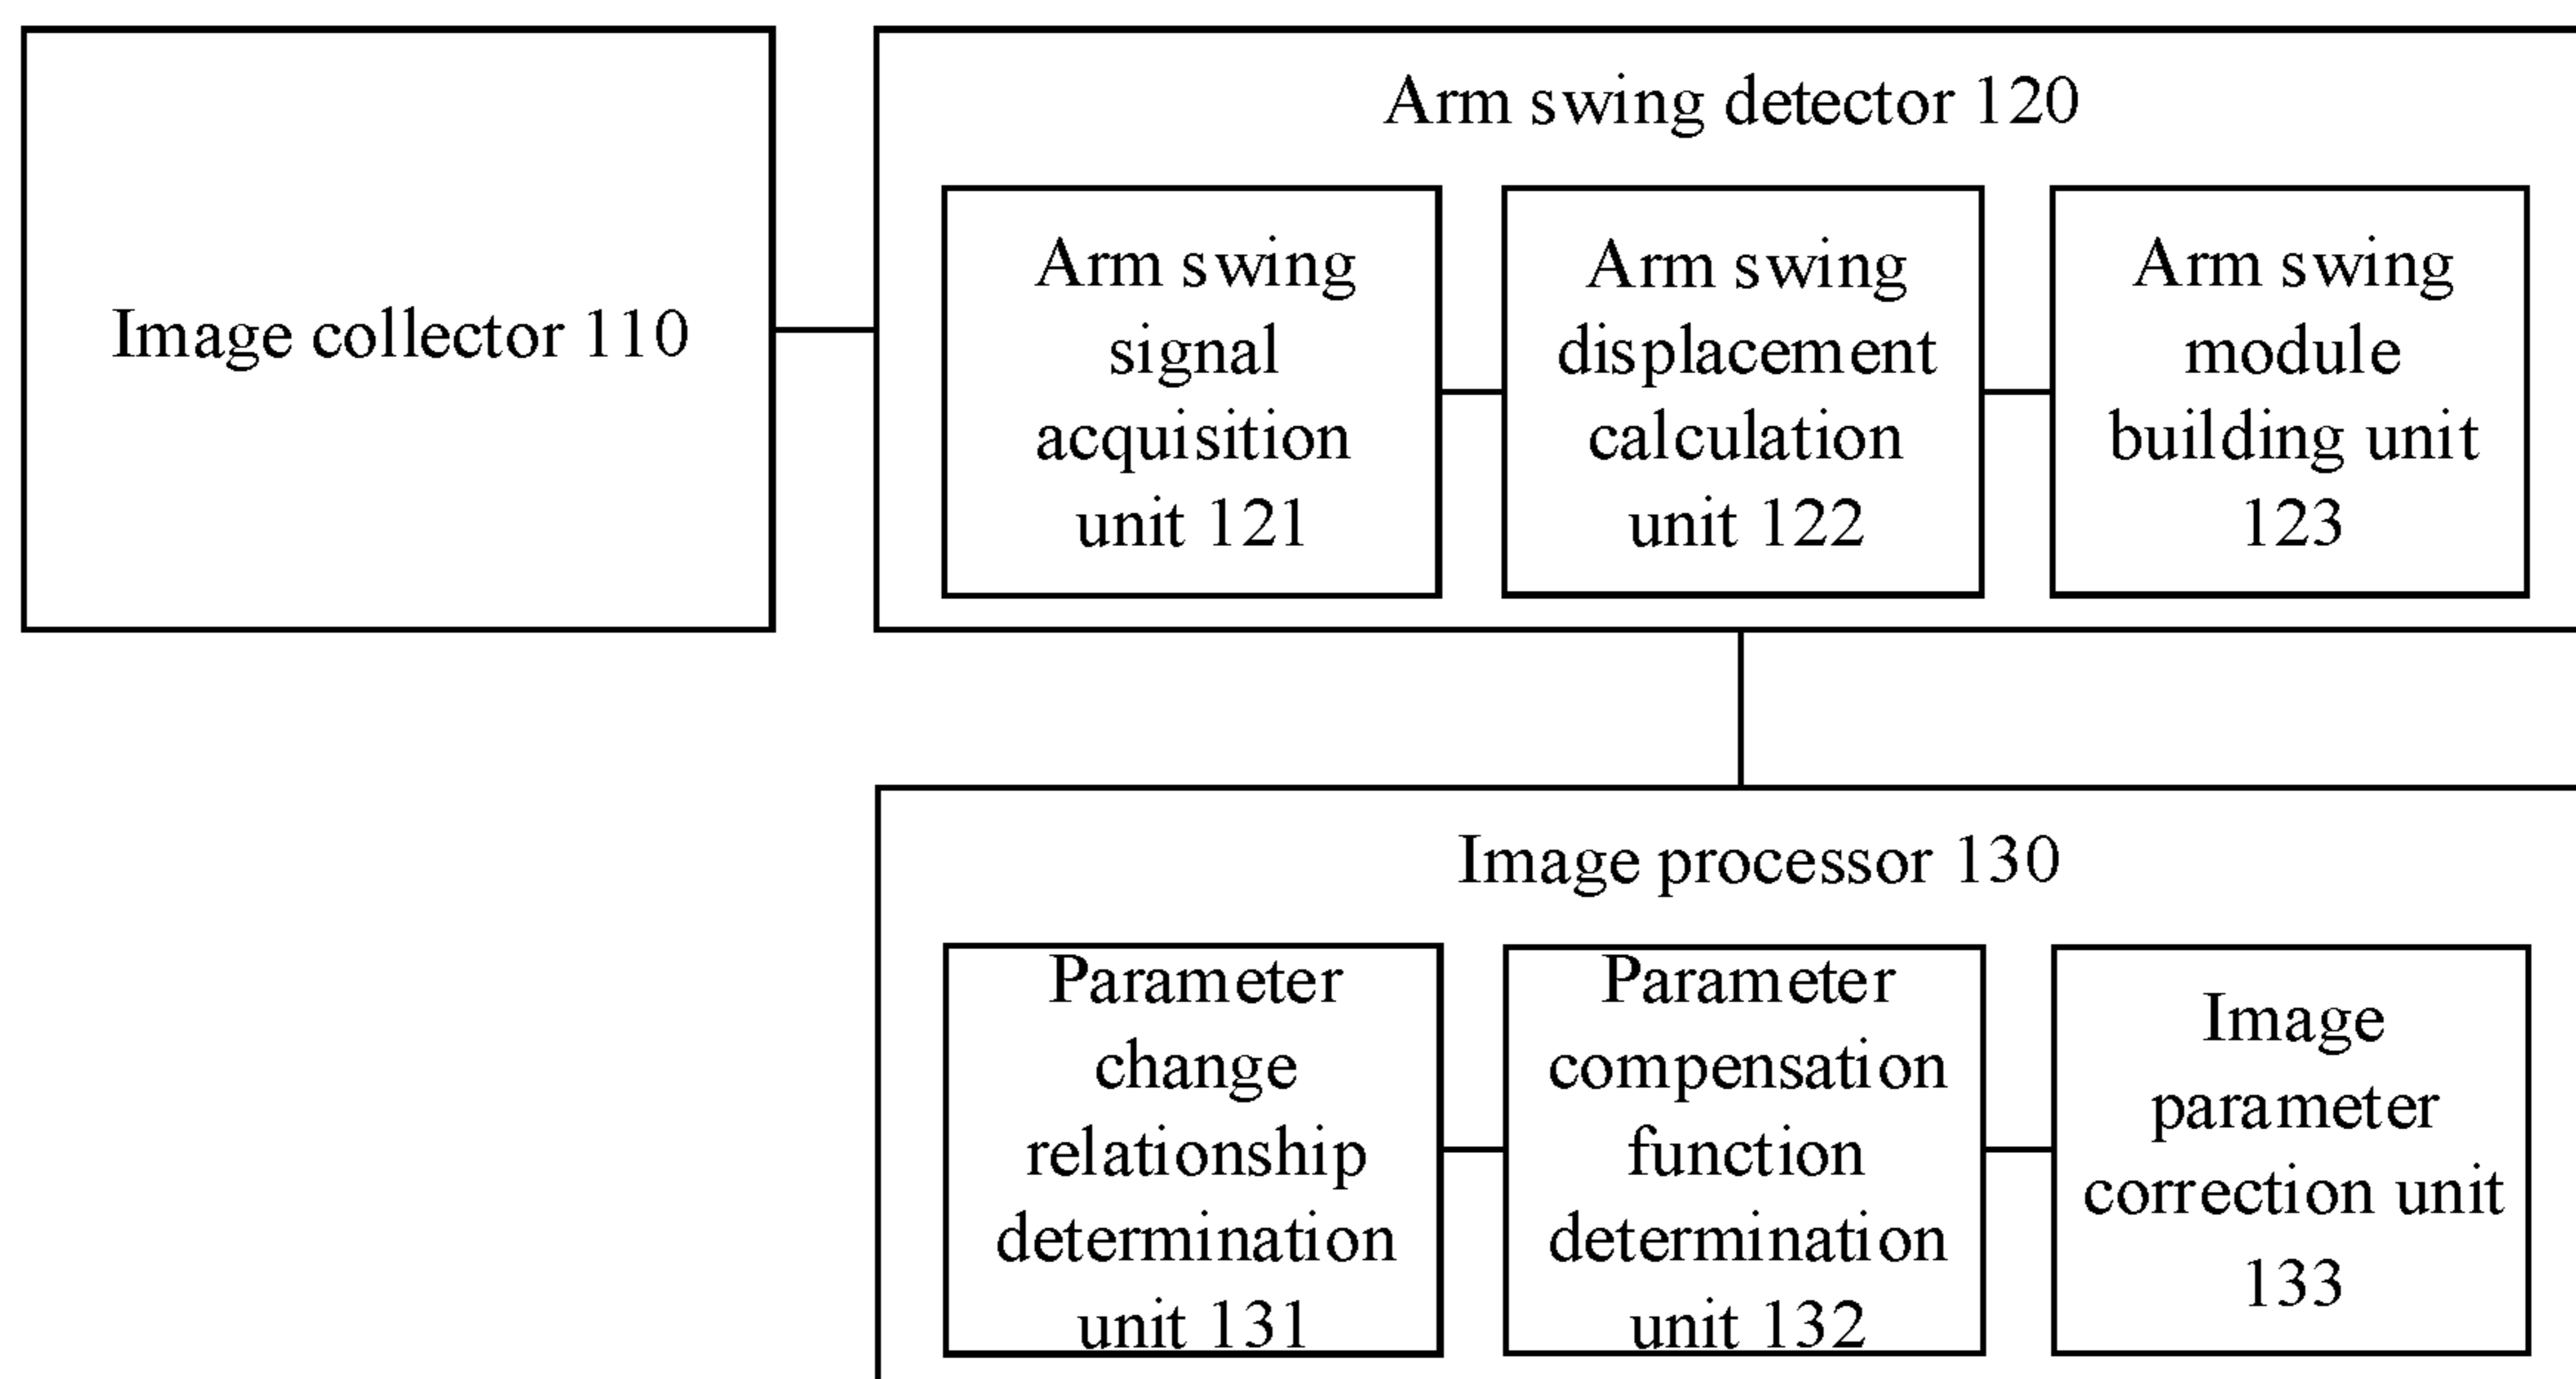 Image collector 110
Arm swing detector 120
Arm swing
signal
acquisition
unit 121
Arm swing
displacement
calculation
unit 122
Arm swing
module
building unit
123
Image processor 130
Parameter
change
relationship
determination
unit 131
Parameter
compensation
function
determination
unit 132
Image
parameter
correction unit
133